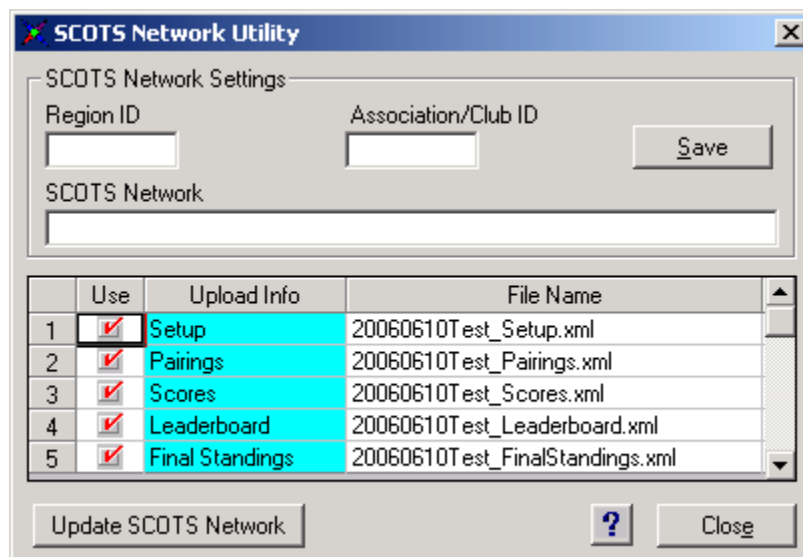 SCOTS Network Utility
SCOTS Network Settings
Region ID Association/Club ID
Save
SCOTS Network
Use Upload Info File Name
1 Setup 20060610Test_Setup.xml
2 Pairings 20060610Test_Pairings.xml
3 Scores 20060610Test_Scores.xml
4 Leaderboard 20060610Test_Leaderboard.xml
5 Final Standings 20060610Test_FinalStandings.xml
Update SCOTS Network ? Close